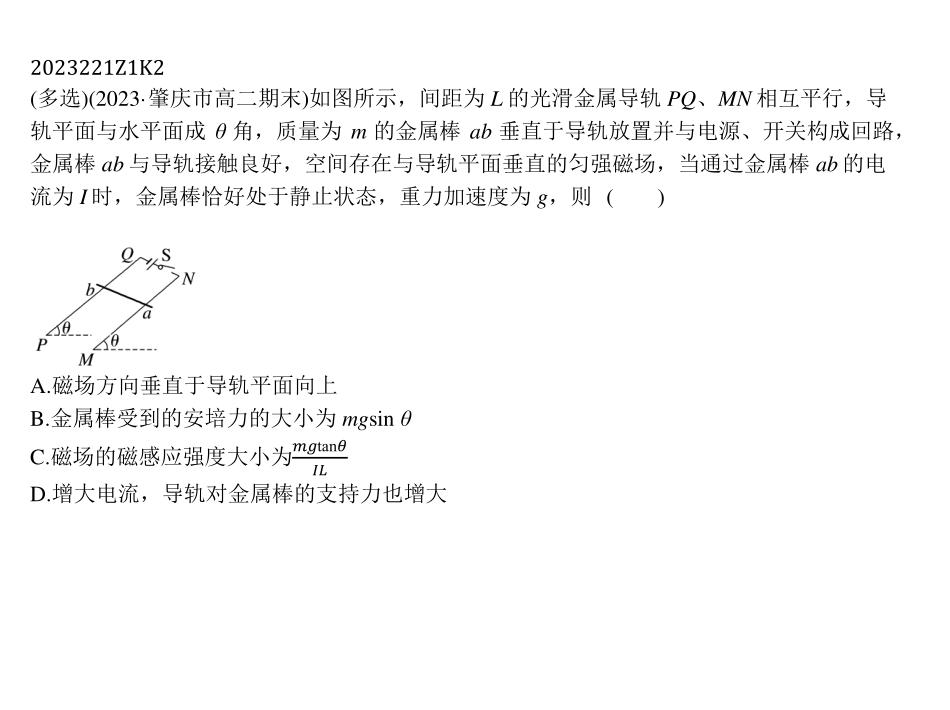 2023221Z1K2
(多选)(2023·肇庆市高二期末)如图所示，间距为 L 的光滑金属导轨 PQ、MN 相互平行，导
轨平面与水平面成 θ 角，质量为 m 的金属棒 ab 垂直于导轨放置并与电源、开关构成回路，
金属棒 ab 与导轨接触良好，空间存在与导轨平面垂直的匀强磁场，当通过金属棒 ab 的电
流为 I 时，金属棒恰好处于静止状态，重力加速度为 g，则 (　　)
Q S
N
b
a
θ
P
θ
M
A.磁场方向垂直于导轨平面向上
B.金属棒受到的安培力的大小为 mgsin θ
C.磁场的磁感应强度大小为mgtanθ/IL
D.增大电流，导轨对金属棒的支持力也增大